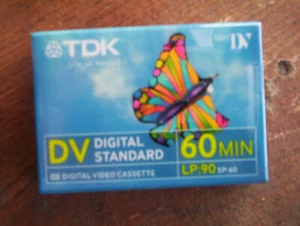 TDK
Mini DV
Life on Record
DV DIGITAL STANDARD
60 MIN
LP:90 SP:60
DIGITAL VIDEO CASSETTE